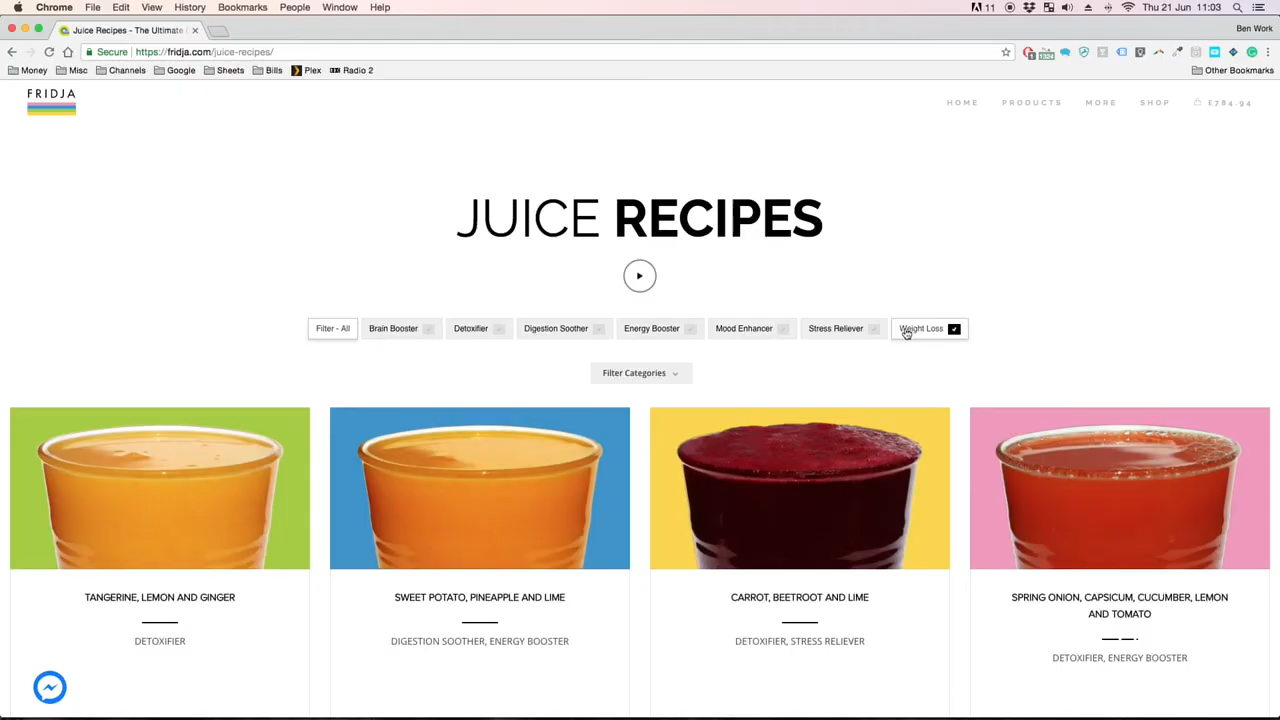 Chrome File Edit View History Bookmarks People Window Help 11 Thu 21 Jun 11:03
Juice Recipes - The Ultimate Ben Work
Secure https://fridja.com/juice-recipes/
Money Misc Channels Google Sheets Bills Plex Radio 2 Other Bookmarks
FRIDJA
HOME PRODUCTS MORE SHOP £784.94
JUICE RECIPES
Filter - All Brain Booster Detoxifier Digestion Soother Energy Booster Mood Enhancer Stress Reliever Weight Loss
Filter Categories
TANGERINE, LEMON AND GINGER
DETOXIFIER
SWEET POTATO, PINEAPPLE AND LIME
DIGESTION SOOTHER, ENERGY BOOSTER
CARROT, BEETROOT AND LIME
DETOXIFIER, STRESS RELIEVER
SPRING ONION, CAPSICUM, CUCUMBER, LEMON
AND TOMATO
DETOXIFIER, ENERGY BOOSTER